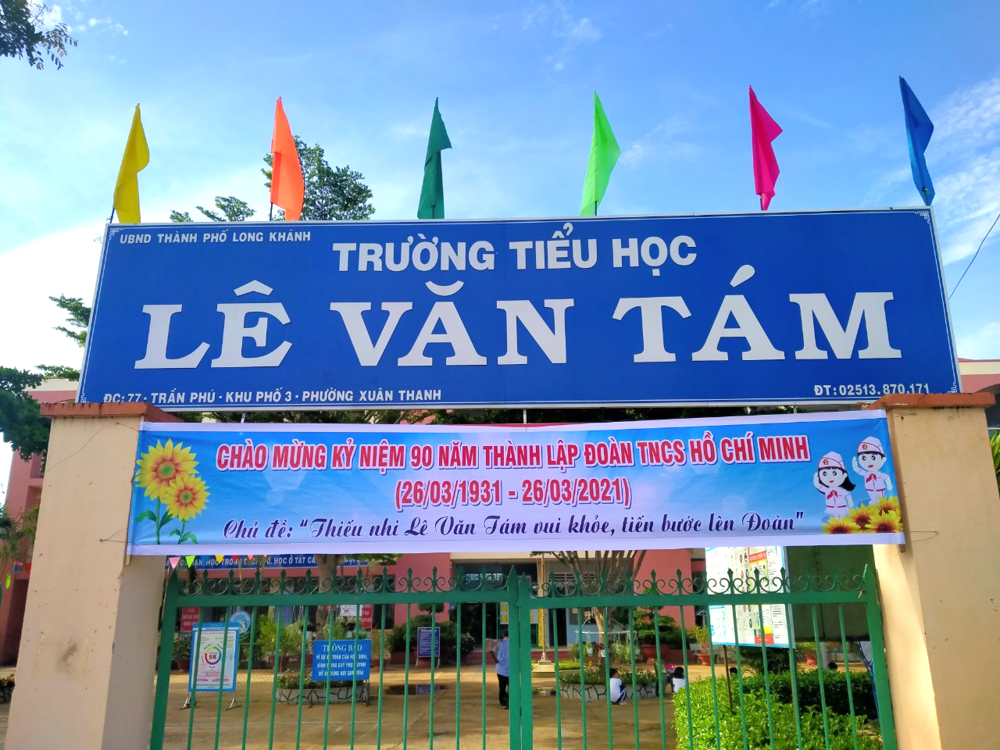 UBND THÀNH PHỐ LONG KHÁNH
TRƯỜNG TIỂU HỌC
LÊ VĂN TÁM
ĐC: 77 - TRẦN PHÚ - KHU PHỐ 3 - PHƯỜNG XUÂN THANH
ĐT: 02513.870.171
CHÀO MỪNG KỶ NIỆM 90 NĂM THÀNH LẬP ĐOÀN TNCS HỒ CHÍ MINH
(26/03/1931 - 26/03/2021)
Chủ đề: "Thiếu nhi Lê Văn Tám vui khỏe, tiến bước lên Đoàn"
5K
THÔNG BÁO